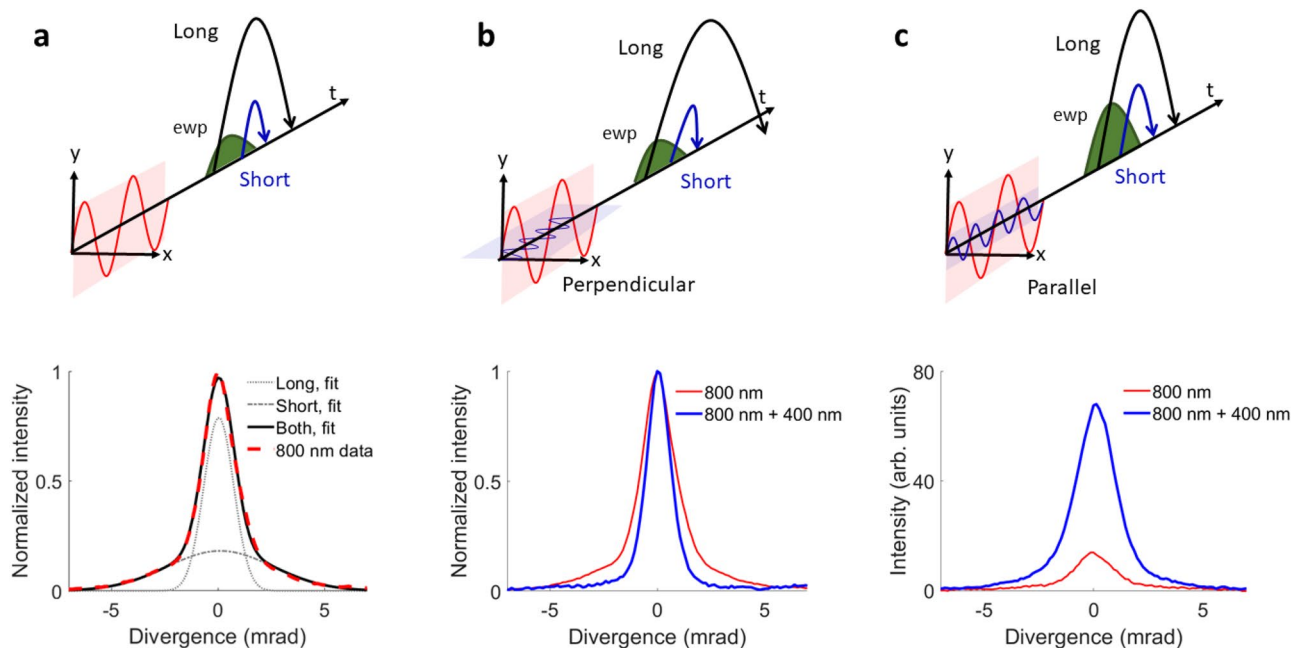 a
Long
ewp
t
Short
y
x
b
Long
ewp
t
Short
y
x
Perpendicular
c
Long
ewp
t
Short
y
x
Parallel
Normalized intensity
1
0.5
0
-5
0
5
Divergence (mrad)
Long, fit
Short, fit
Both, fit
800 nm data
Normalized intensity
1
0.5
0
-5
0
5
Divergence (mrad)
800 nm
800 nm + 400 nm
Intensity (arb. units)
80
40
0
-5
0
5
Divergence (mrad)
800 nm
800 nm + 400 nm